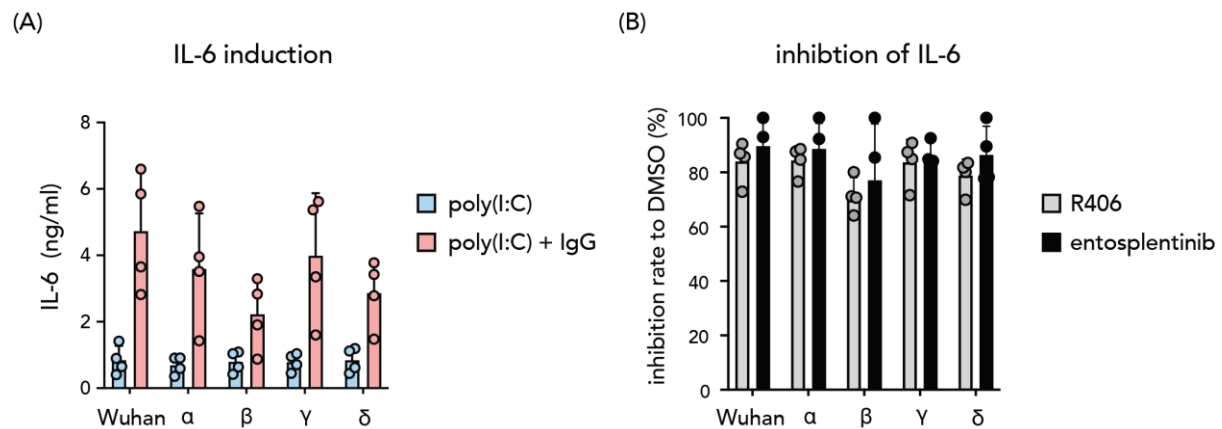 (A)
IL-6 induction
IL-6 (ng/ml)
8
6
4
2
0
Wuhan α β γ δ
poly(I:C)
poly(I:C) + IgG
(B)
inhibtion of IL-6
inhibition rate to DMSO (%)
100
80
60
40
20
0
Wuhan α β γ δ
R406
entosplentinib